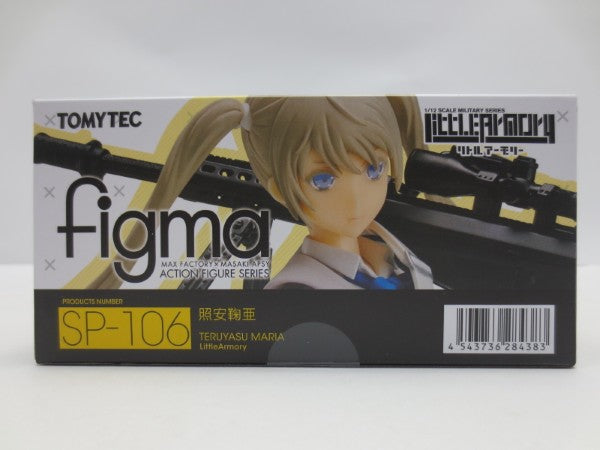 TOMYTEC
1/12 SCALE MILITARY SERIES
LittleArmory
リトルアーモリー
figma
MAX FACTORY×MASAKI APSY
ACTION FIGURE SERIES
PRODUCTS NUMBER
SP-106
照安鞠亜
TERUYASU MARIA
LittleArmory
4 543736 284383